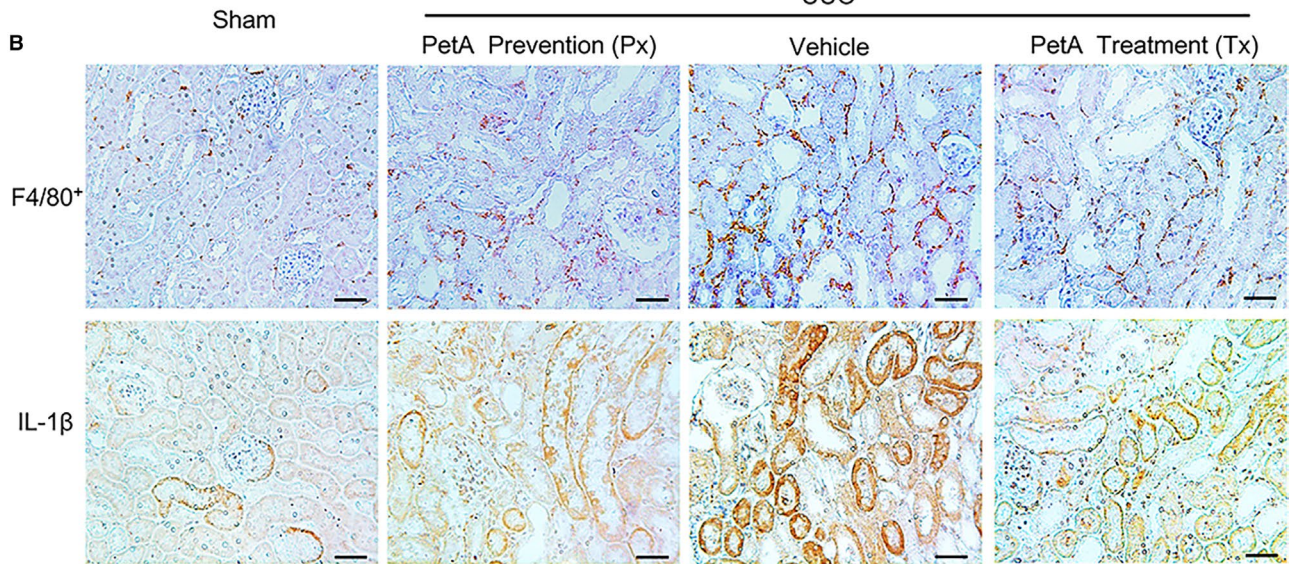 Sham
B
PetA Prevention (Px) Vehicle PetA Treatment (Tx)
F4/80+
IL-1β